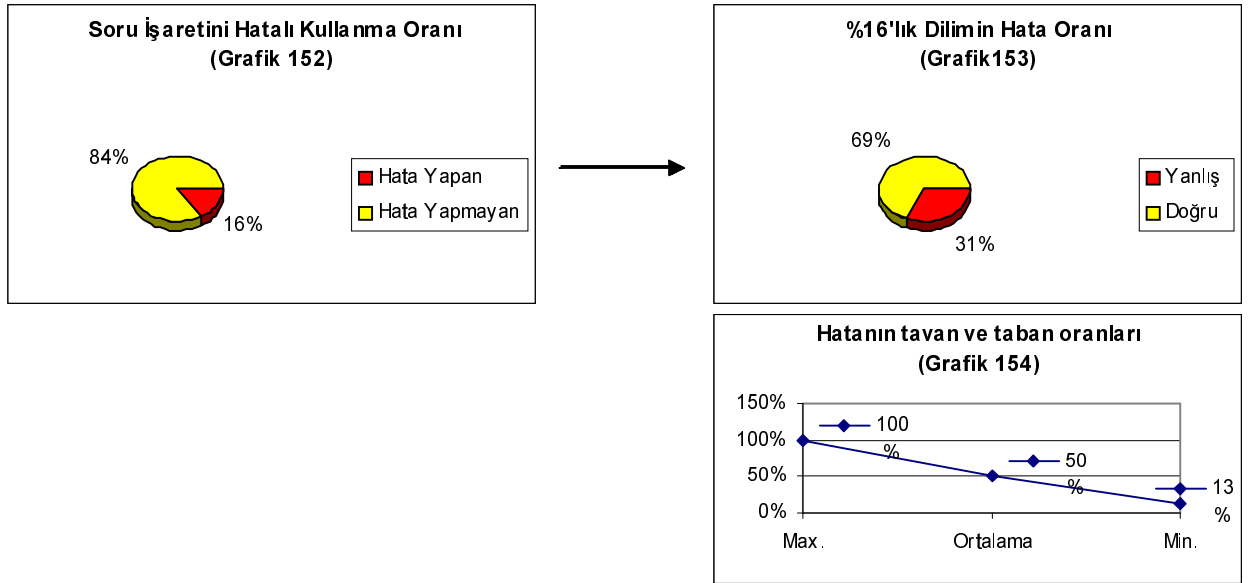 Soru İşaretini Hatalı Kullanma Oranı
(Grafik 152)
84%
16%
Hata Yapan
Hata Yapmayan
%16'lık Dilimin Hata Oranı
(Grafik153)
69%
31%
Yanlış
Doğru
Hatanın tavan ve taban oranları
(Grafik 154)
150%
100%
50%
0%
100
%
50
%
13
%
Max.
Ortalama
Min.